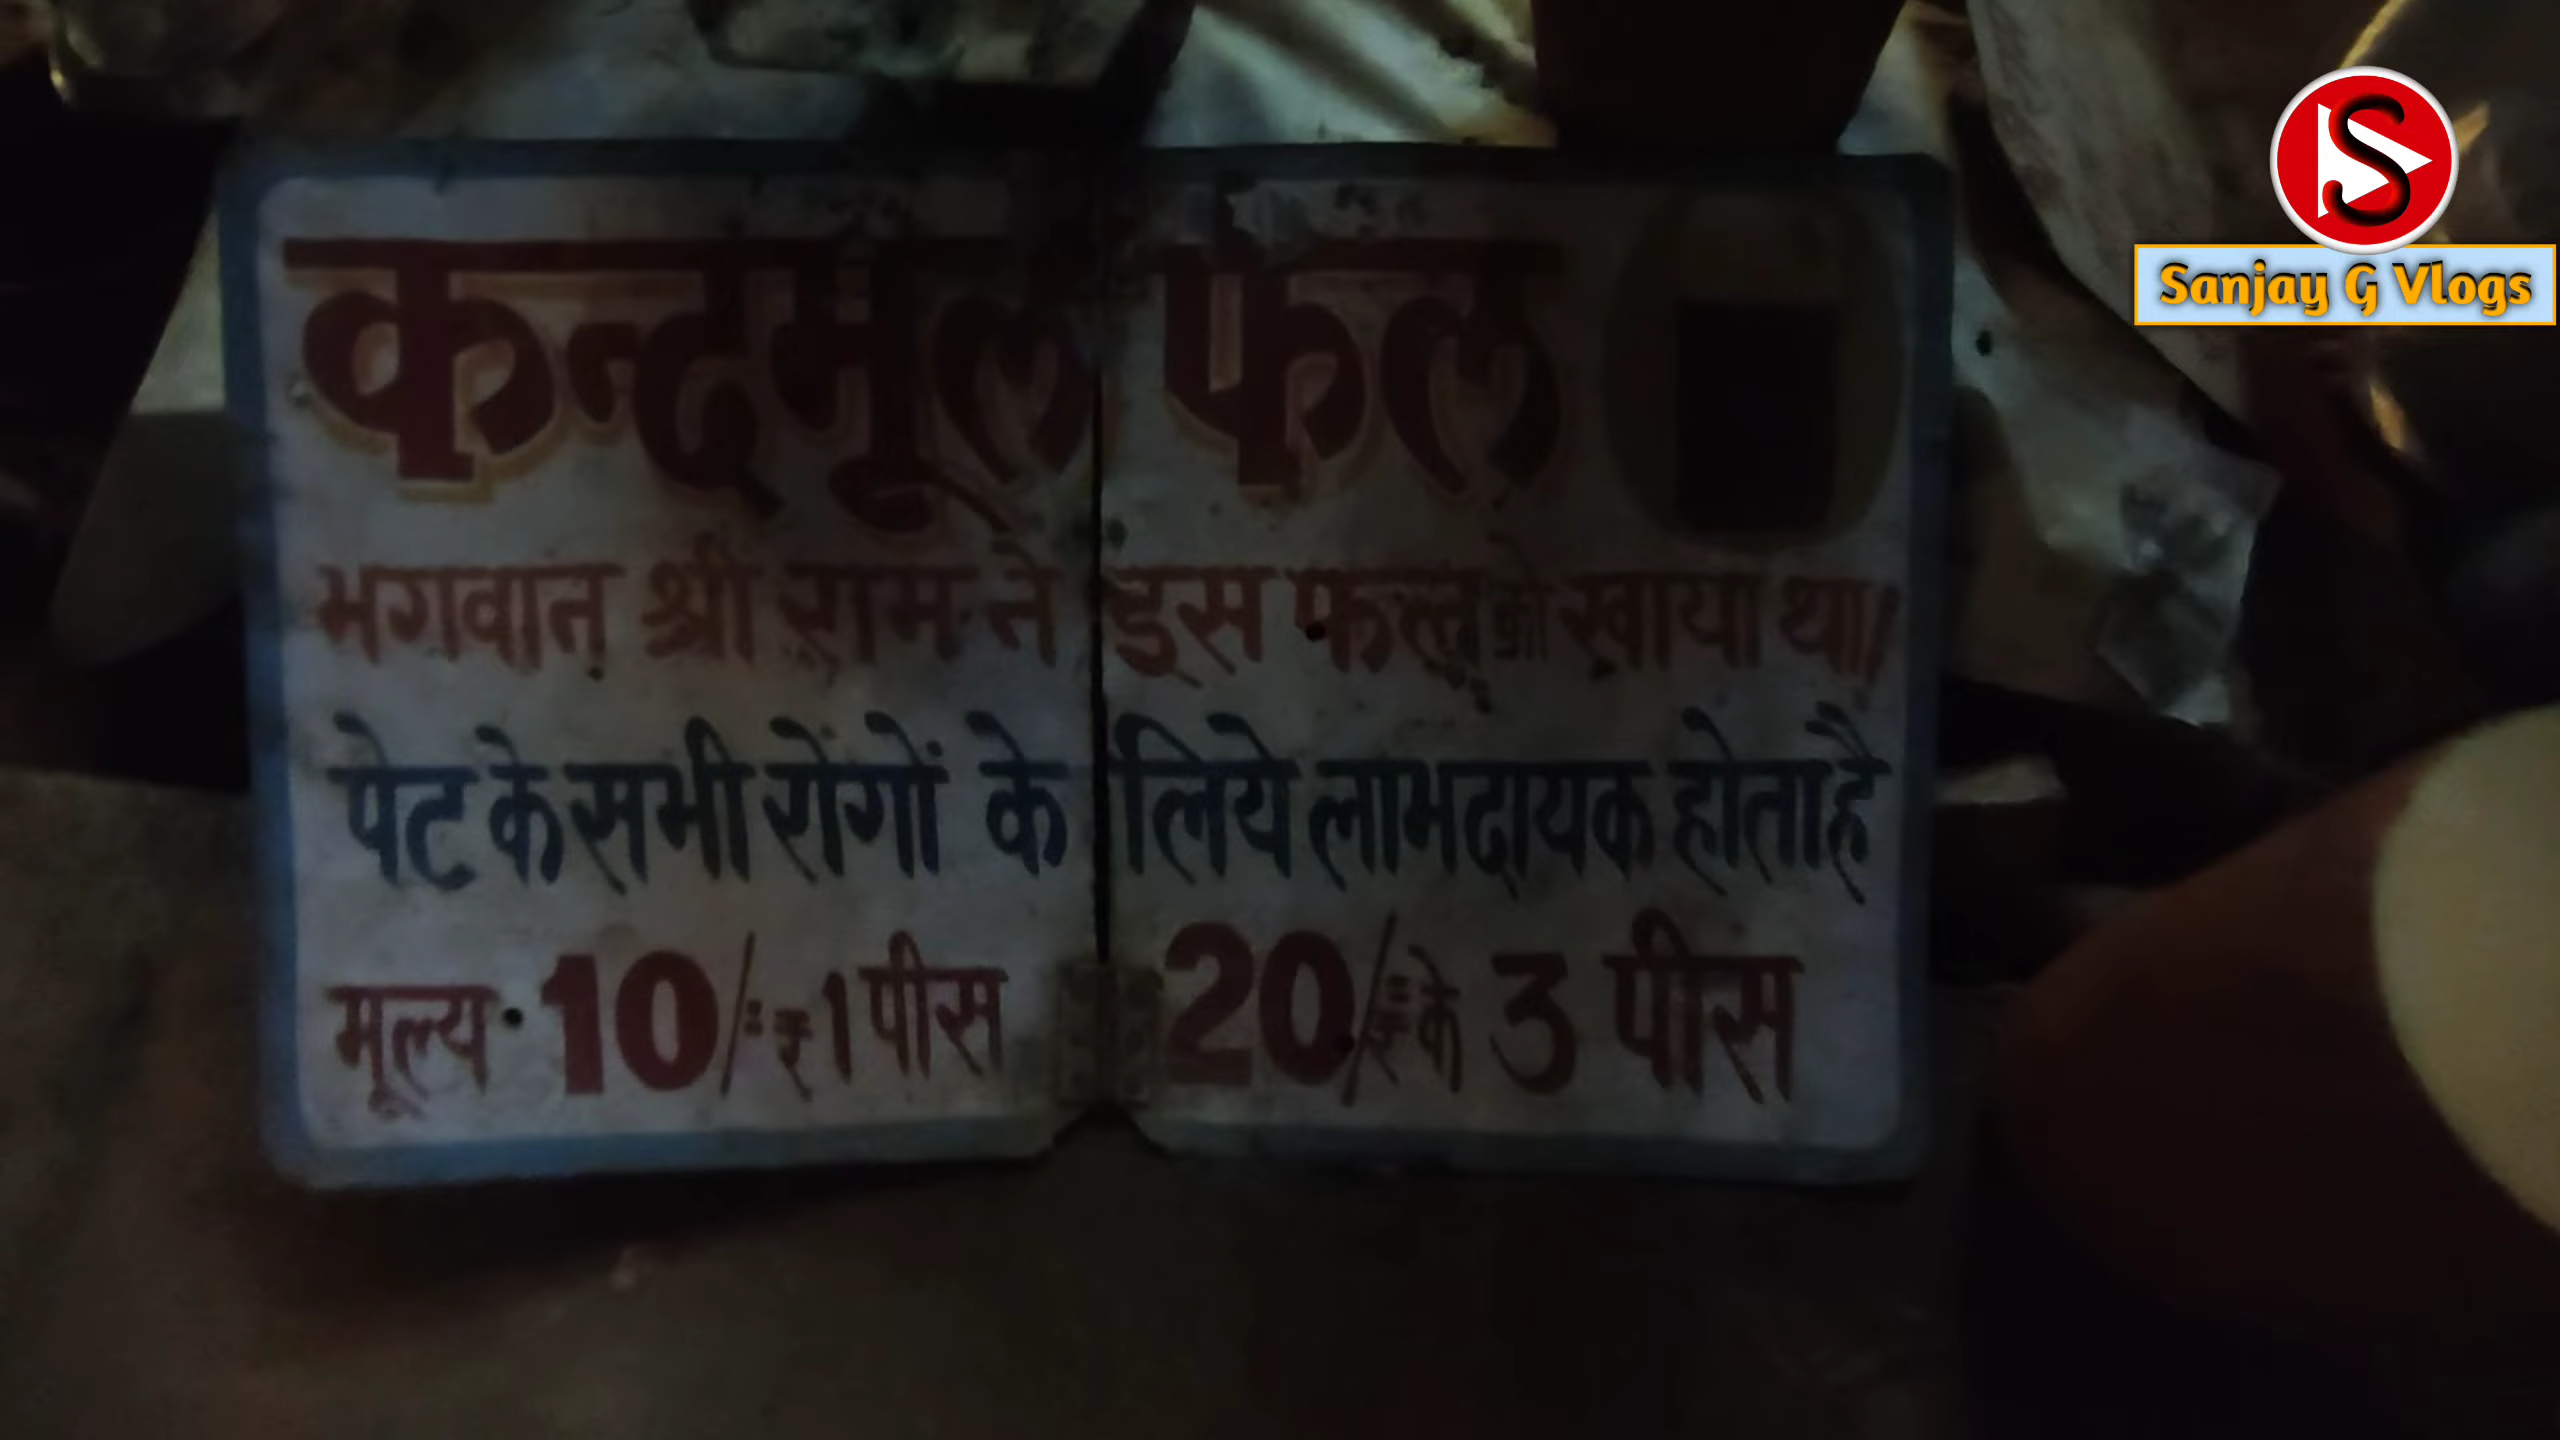 कन्दमूल फल
भगवान श्री राम ने इस फल को खाया था।
पेट के सभी रोगों के लिये लाभदायक होता है
मूल्य 10/= रु 1 पीस 20/= रु के 3 पीस
S
Sanjay G Vlogs